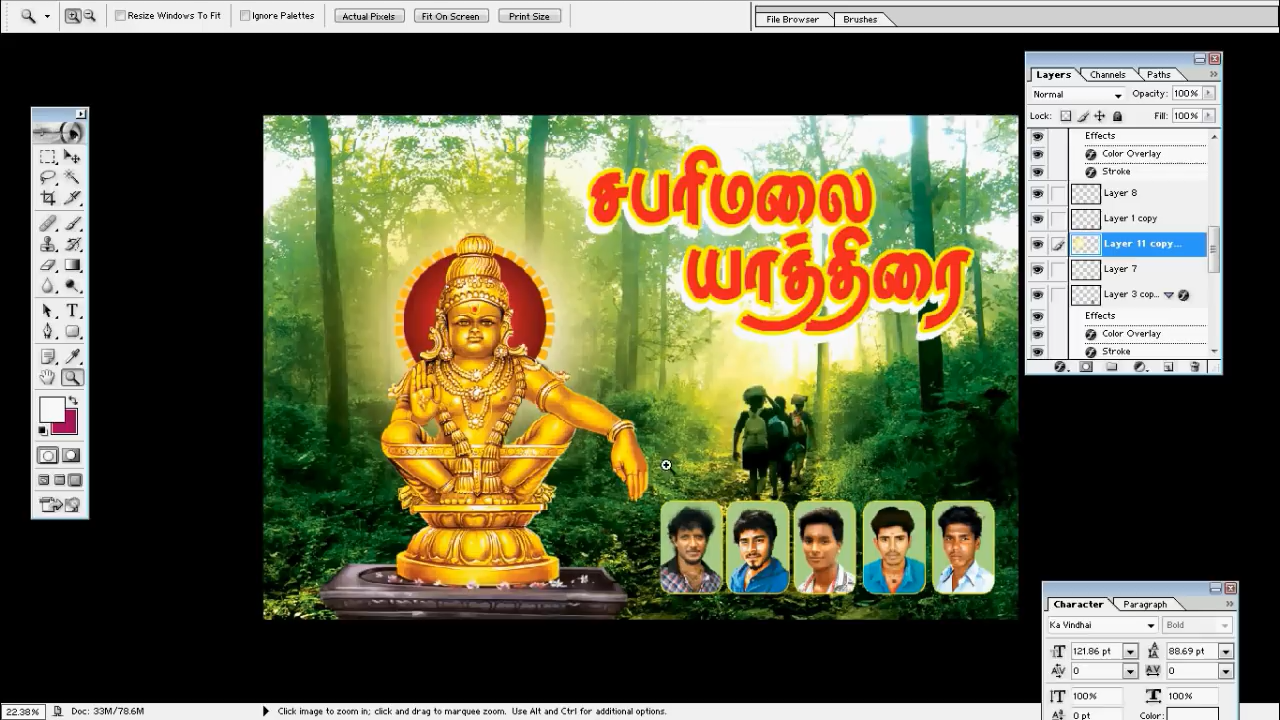 Resize Windows To Fit
Ignore Palettes
Actual Pixels
Fit On Screen
Print Size
File Browser
Brushes
Layers
Channels
Paths
Normal
Opacity: 100%
Lock:
Fill: 100%
Effects
Color Overlay
Stroke
Layer 8
Layer 1 copy
Layer 11 copy...
Layer 7
Layer 3 cop...
Effects
Color Overlay
Stroke
சபரிமலை
யாத்திரை
Character
Paragraph
Ka Vindhai
Bold
121.86 pt
88.69 pt
0
0
100%
100%
0 pt
Color:
22.38%
Doc: 33M/78.6M
Click image to zoom in; click and drag to marquee zoom. Use Alt and Ctrl for additional options.